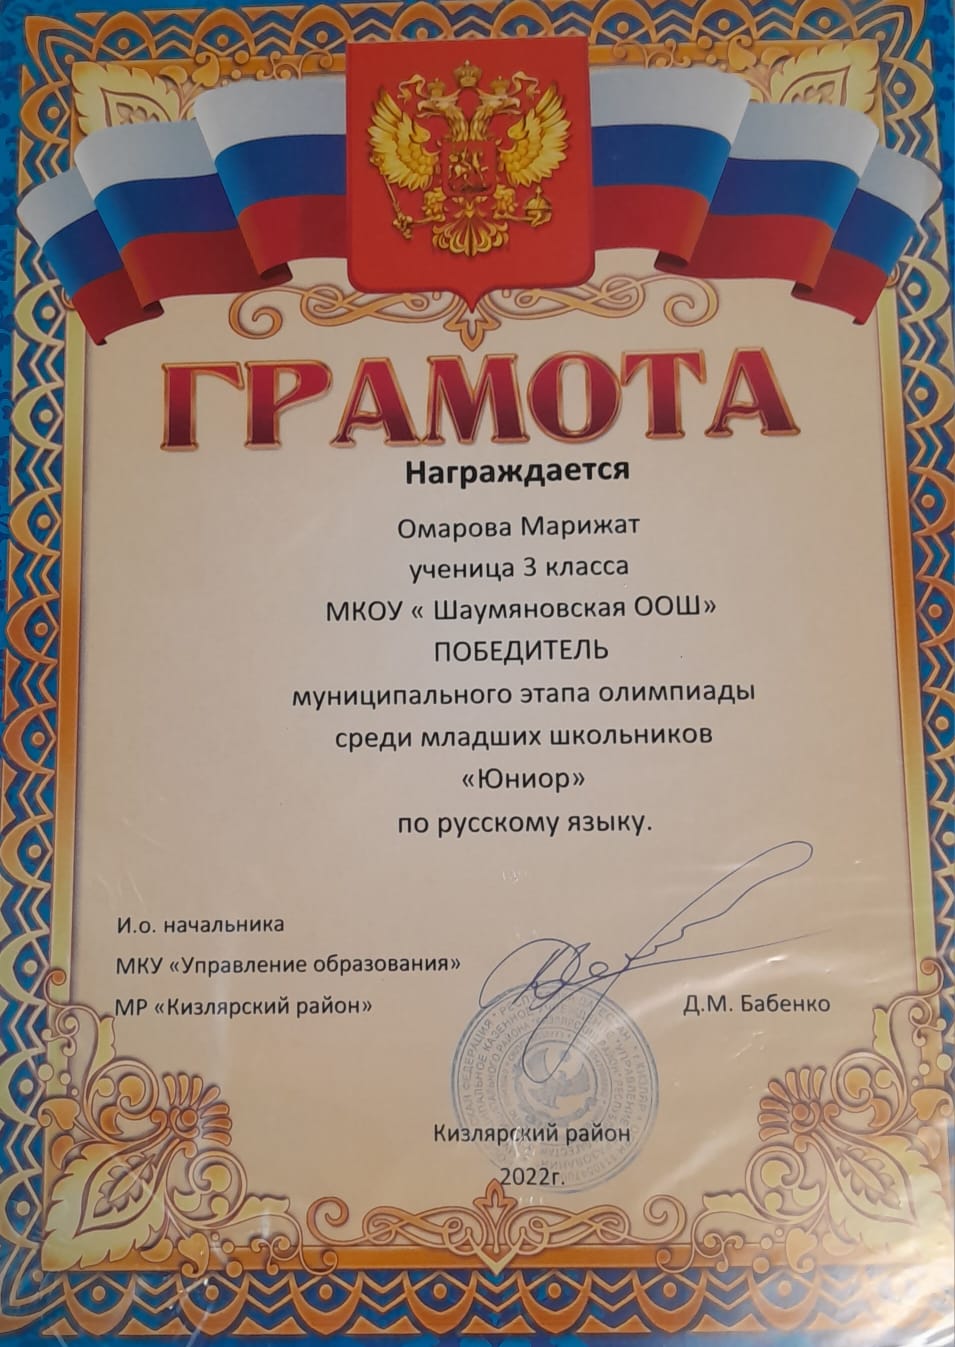 ГРАМОТА
Награждается
Омарова Марижат
ученица 3 класса
МКОУ « Шаумяновская ООШ»
ПОБЕДИТЕЛЬ
муниципального этапа олимпиады
среди младших школьников
«Юниор»
по русскому языку.
И.о. начальника
МКУ «Управление образования»
МР «Кизлярский район»
Д.М. Бабенко
Кизлярский район
2022г.